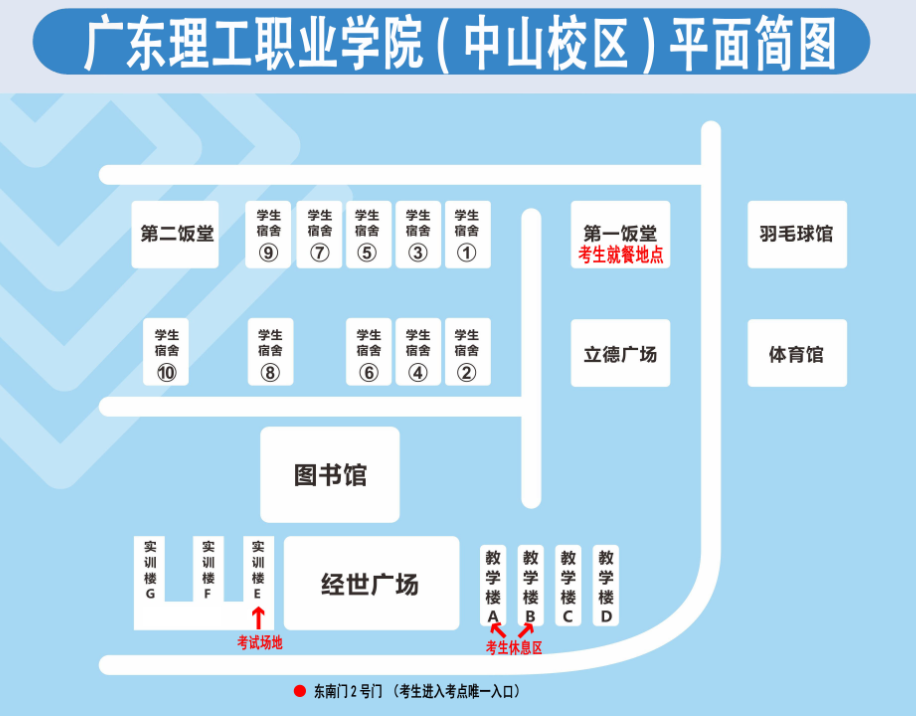 广东理工职业学院(中山校区)平面简图
第二饭堂
学生
宿舍
⑨
学生
宿舍
⑦
学生
宿舍
⑤
学生
宿舍
③
学生
宿舍
①
第一饭堂
考生就餐地点
羽毛球馆
学生
宿舍
⑩
学生
宿舍
⑧
学生
宿舍
⑥
学生
宿舍
④
学生
宿舍
②
立德广场
体育馆
图书馆
实训楼G
实训楼F
实训楼E
考试场地
经世广场
教学楼A
教学楼B
教学楼C
教学楼D
考生休息区
东南门2号门 (考生进入考点唯一入口)